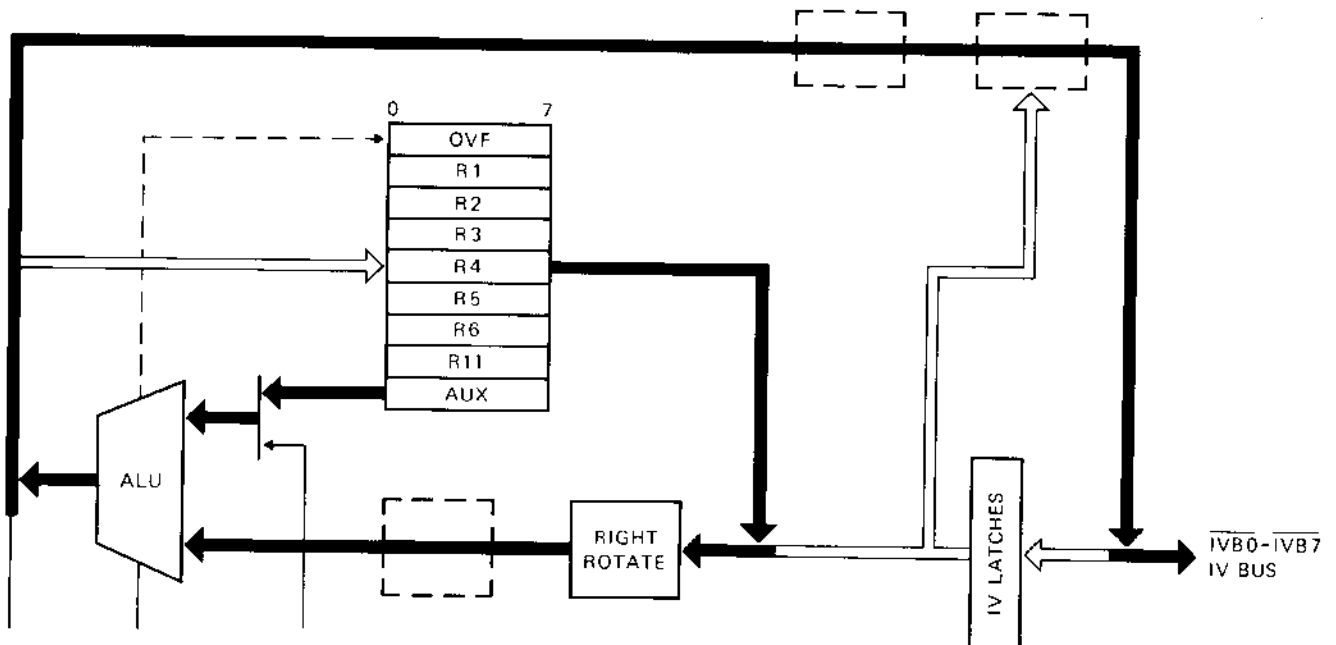 0 7
OVF
R1
R2
R3
R4
R5
R6
R11
AUX
ALU
RIGHT
ROTATE
IV LATCHES
IVB0-IVB7
IV BUS